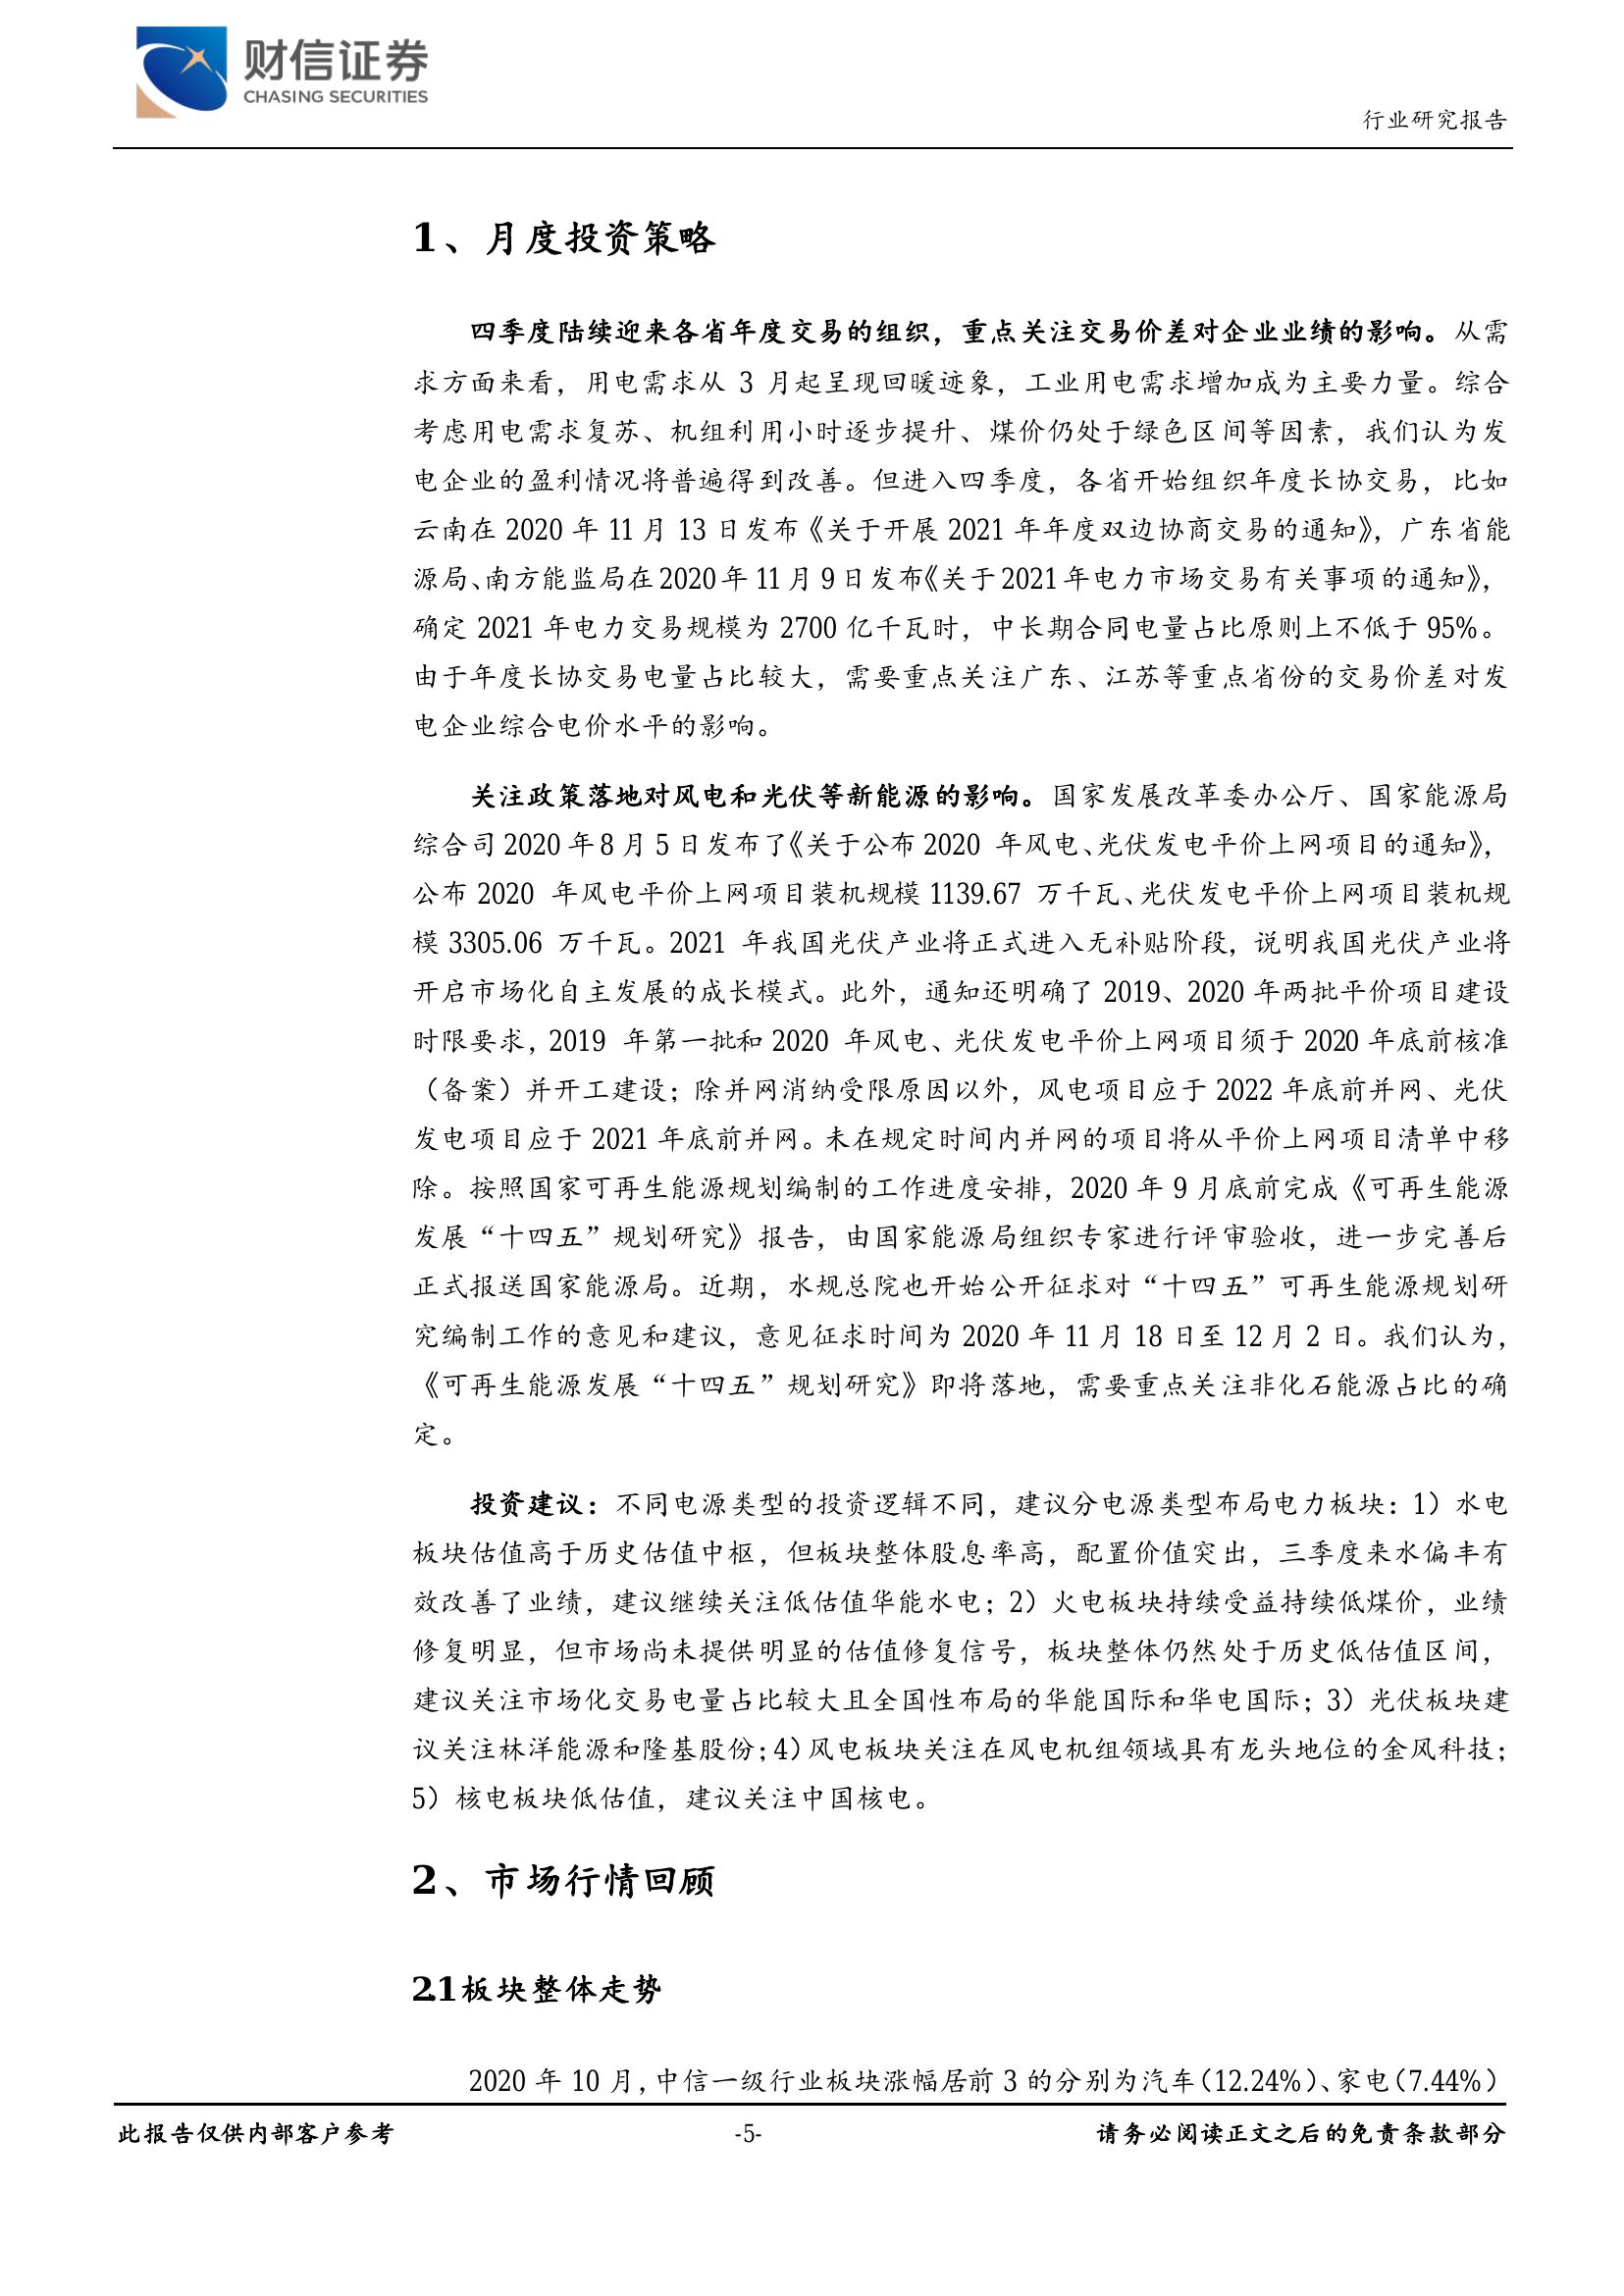 财信证券
CHASING SECURITIES
行业研究报告
1、月度投资策略
四季度陆续迎来各省年度交易的组织，重点关注交易价差对企业业绩的影响。从需
求方面来看，用电需求从 3 月起呈现回暖迹象，工业用电需求增加成为主要力量。综合
考虑用电需求复苏、机组利用小时逐步提升、煤价仍处于绿色区间等因素，我们认为发
电企业的盈利情况将普遍得到改善。但进入四季度，各省开始组织年度长协交易，比如
云南在 2020 年 11 月 13 日发布《关于开展 2021 年年度双边协商交易的通知》，广东省能
源局、南方能监局在 2020 年 11 月 9 日发布《关于 2021 年电力市场交易有关事项的通知》，
确定 2021 年电力交易规模为 2700 亿千瓦时，中长期合同电量占比原则上不低于 95%。
由于年度长协交易电量占比较大，需要重点关注广东、江苏等重点省份的交易价差对发
电企业综合电价水平的影响。
关注政策落地对风电和光伏等新能源的影响。国家发展改革委办公厅、国家能源局
综合司 2020 年 8 月 5 日发布了《关于公布 2020 年风电、光伏发电平价上网项目的通知》，
公布 2020 年风电平价上网项目装机规模 1139.67 万千瓦、光伏发电平价上网项目装机规
模 3305.06 万千瓦。2021 年我国光伏产业将正式进入无补贴阶段，说明我国光伏产业将
开启市场化自主发展的成长模式。此外，通知还明确了 2019、2020 年两批平价项目建设
时限要求，2019 年第一批和 2020 年风电、光伏发电平价上网项目须于 2020 年底前核准
（备案）并开工建设；除并网消纳受限原因以外，风电项目应于 2022 年底前并网、光伏
发电项目应于 2021 年底前并网。未在规定时间内并网的项目将从平价上网项目清单中移
除。按照国家可再生能源规划编制的工作进度安排，2020 年 9 月底前完成《可再生能源
发展“十四五”规划研究》报告，由国家能源局组织专家进行评审验收，进一步完善后
正式报送国家能源局。近期，水规总院也开始公开征求对“十四五”可再生能源规划研
究编制工作的意见和建议，意见征求时间为 2020 年 11 月 18 日至 12 月 2 日。我们认为，
《可再生能源发展“十四五”规划研究》即将落地，需要重点关注非化石能源占比的确
定。
投资建议：不同电源类型的投资逻辑不同，建议分电源类型布局电力板块：1）水电
板块估值高于历史估值中枢，但板块整体股息率高，配置价值突出，三季度来水偏丰有
效改善了业绩，建议继续关注低估值华能水电；2）火电板块持续受益持续低煤价，业绩
修复明显，但市场尚未提供明显的估值修复信号，板块整体仍然处于历史低估值区间，
建议关注市场化交易电量占比较大且全国性布局的华能国际和华电国际；3）光伏板块建
议关注林洋能源和隆基股份；4）风电板块关注在风电机组领域具有龙头地位的金风科技；
5）核电板块低估值，建议关注中国核电。
2、市场行情回顾
2.1 板块整体走势
2020 年 10 月，中信一级行业板块涨幅居前 3 的分别为汽车（12.24%）、家电（7.44%）
此报告仅供内部客户参考
-5-
请务必阅读正文之后的免责条款部分